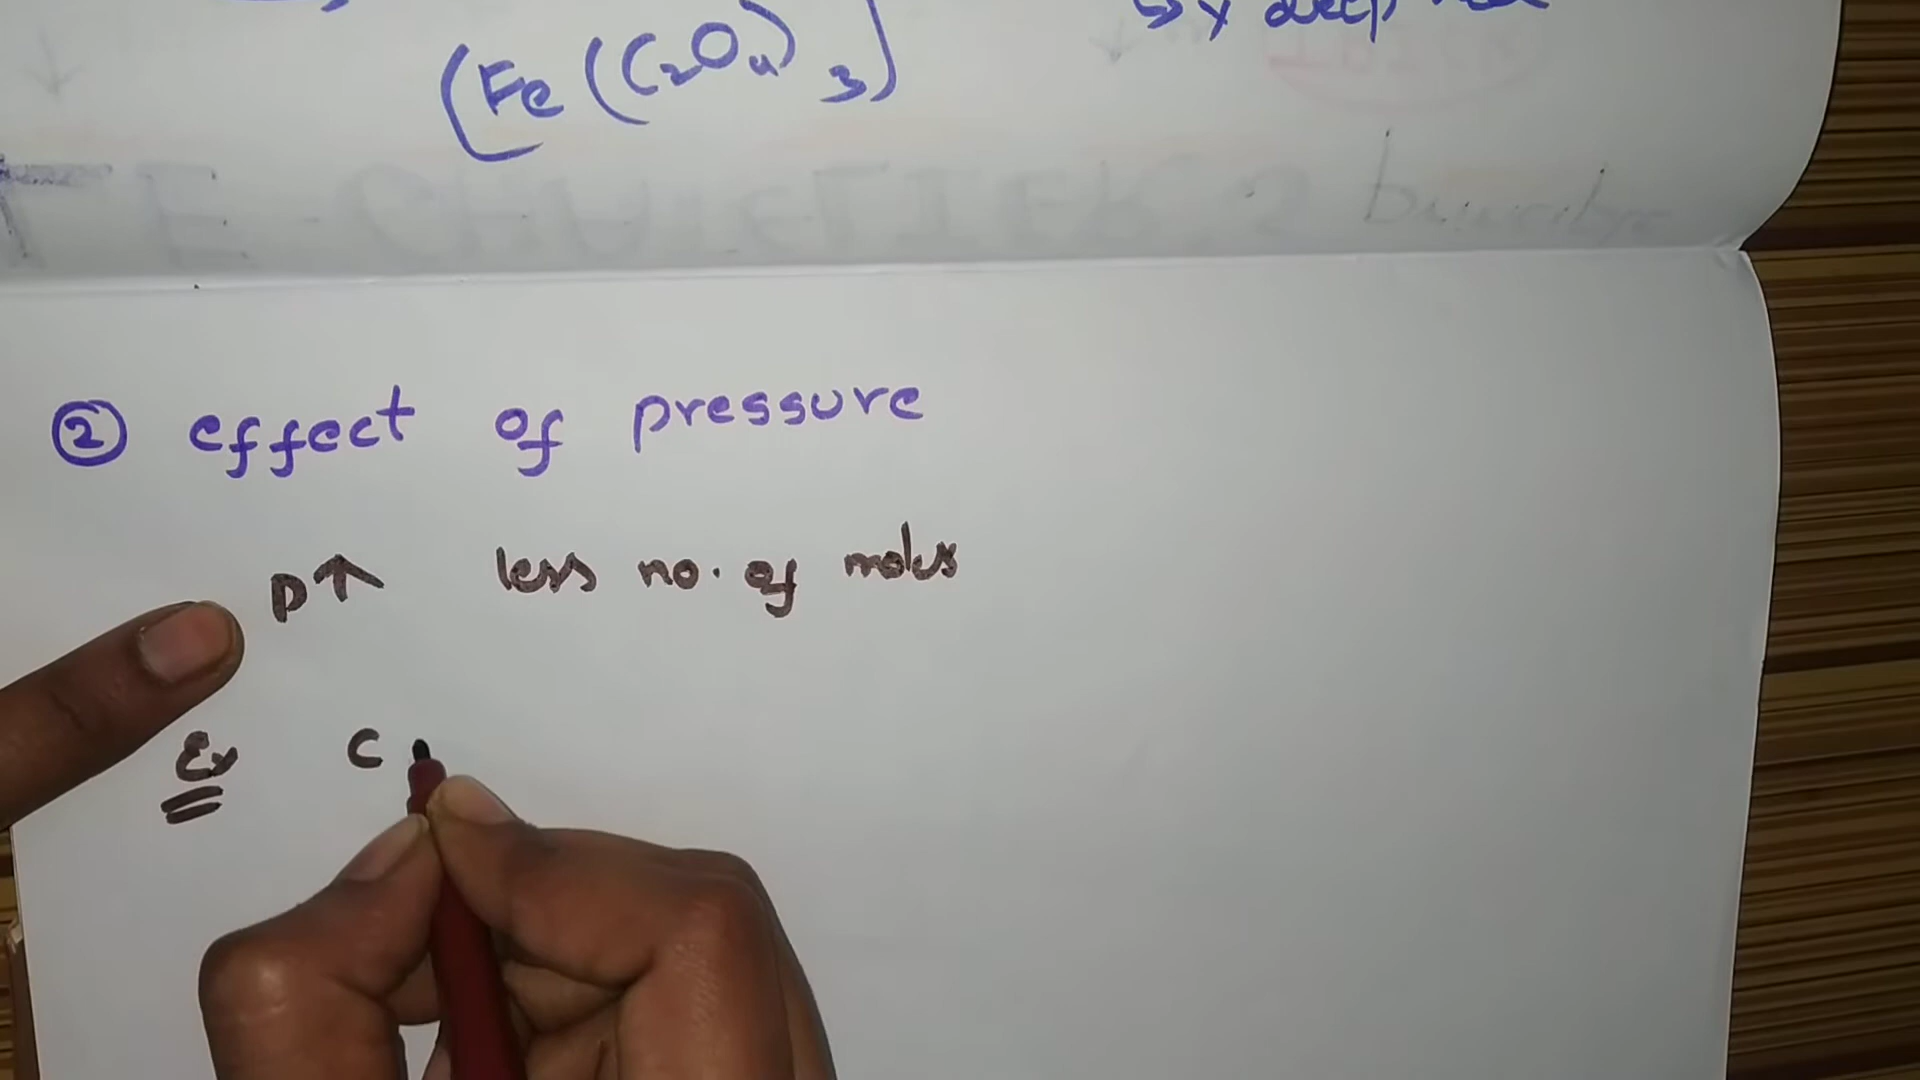 [Fe(C₂O₄)₃]
② effect of pressure
P↑ less no. of moles
Ex C